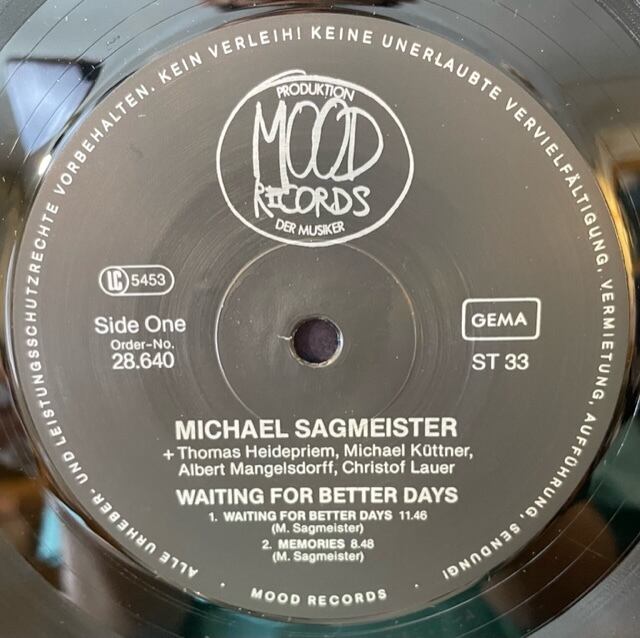 ALLE URHEBER- UND LEISTUNGSSCHUTZRECHTE VORBEHALTEN. KEIN VERLEIH! KEINE UNERLAUBTE VERVIELFÄLTIGUNG, VERMIETUNG, AUFFÜHRUNG, SENDUNG!
PRODUKTION
MOOD
RECORDS
DER MUSIKER
LC 5453
Side One
Order-No.
28.640
GEMA
ST 33
MICHAEL SAGMEISTER
+ Thomas Heidepriem, Michael Küttner,
Albert Mangelsdorff, Christof Lauer
WAITING FOR BETTER DAYS
1. WAITING FOR BETTER DAYS 11.46
(M. Sagmeister)
2. MEMORIES 8.48
(M. Sagmeister)
• MOOD RECORDS •